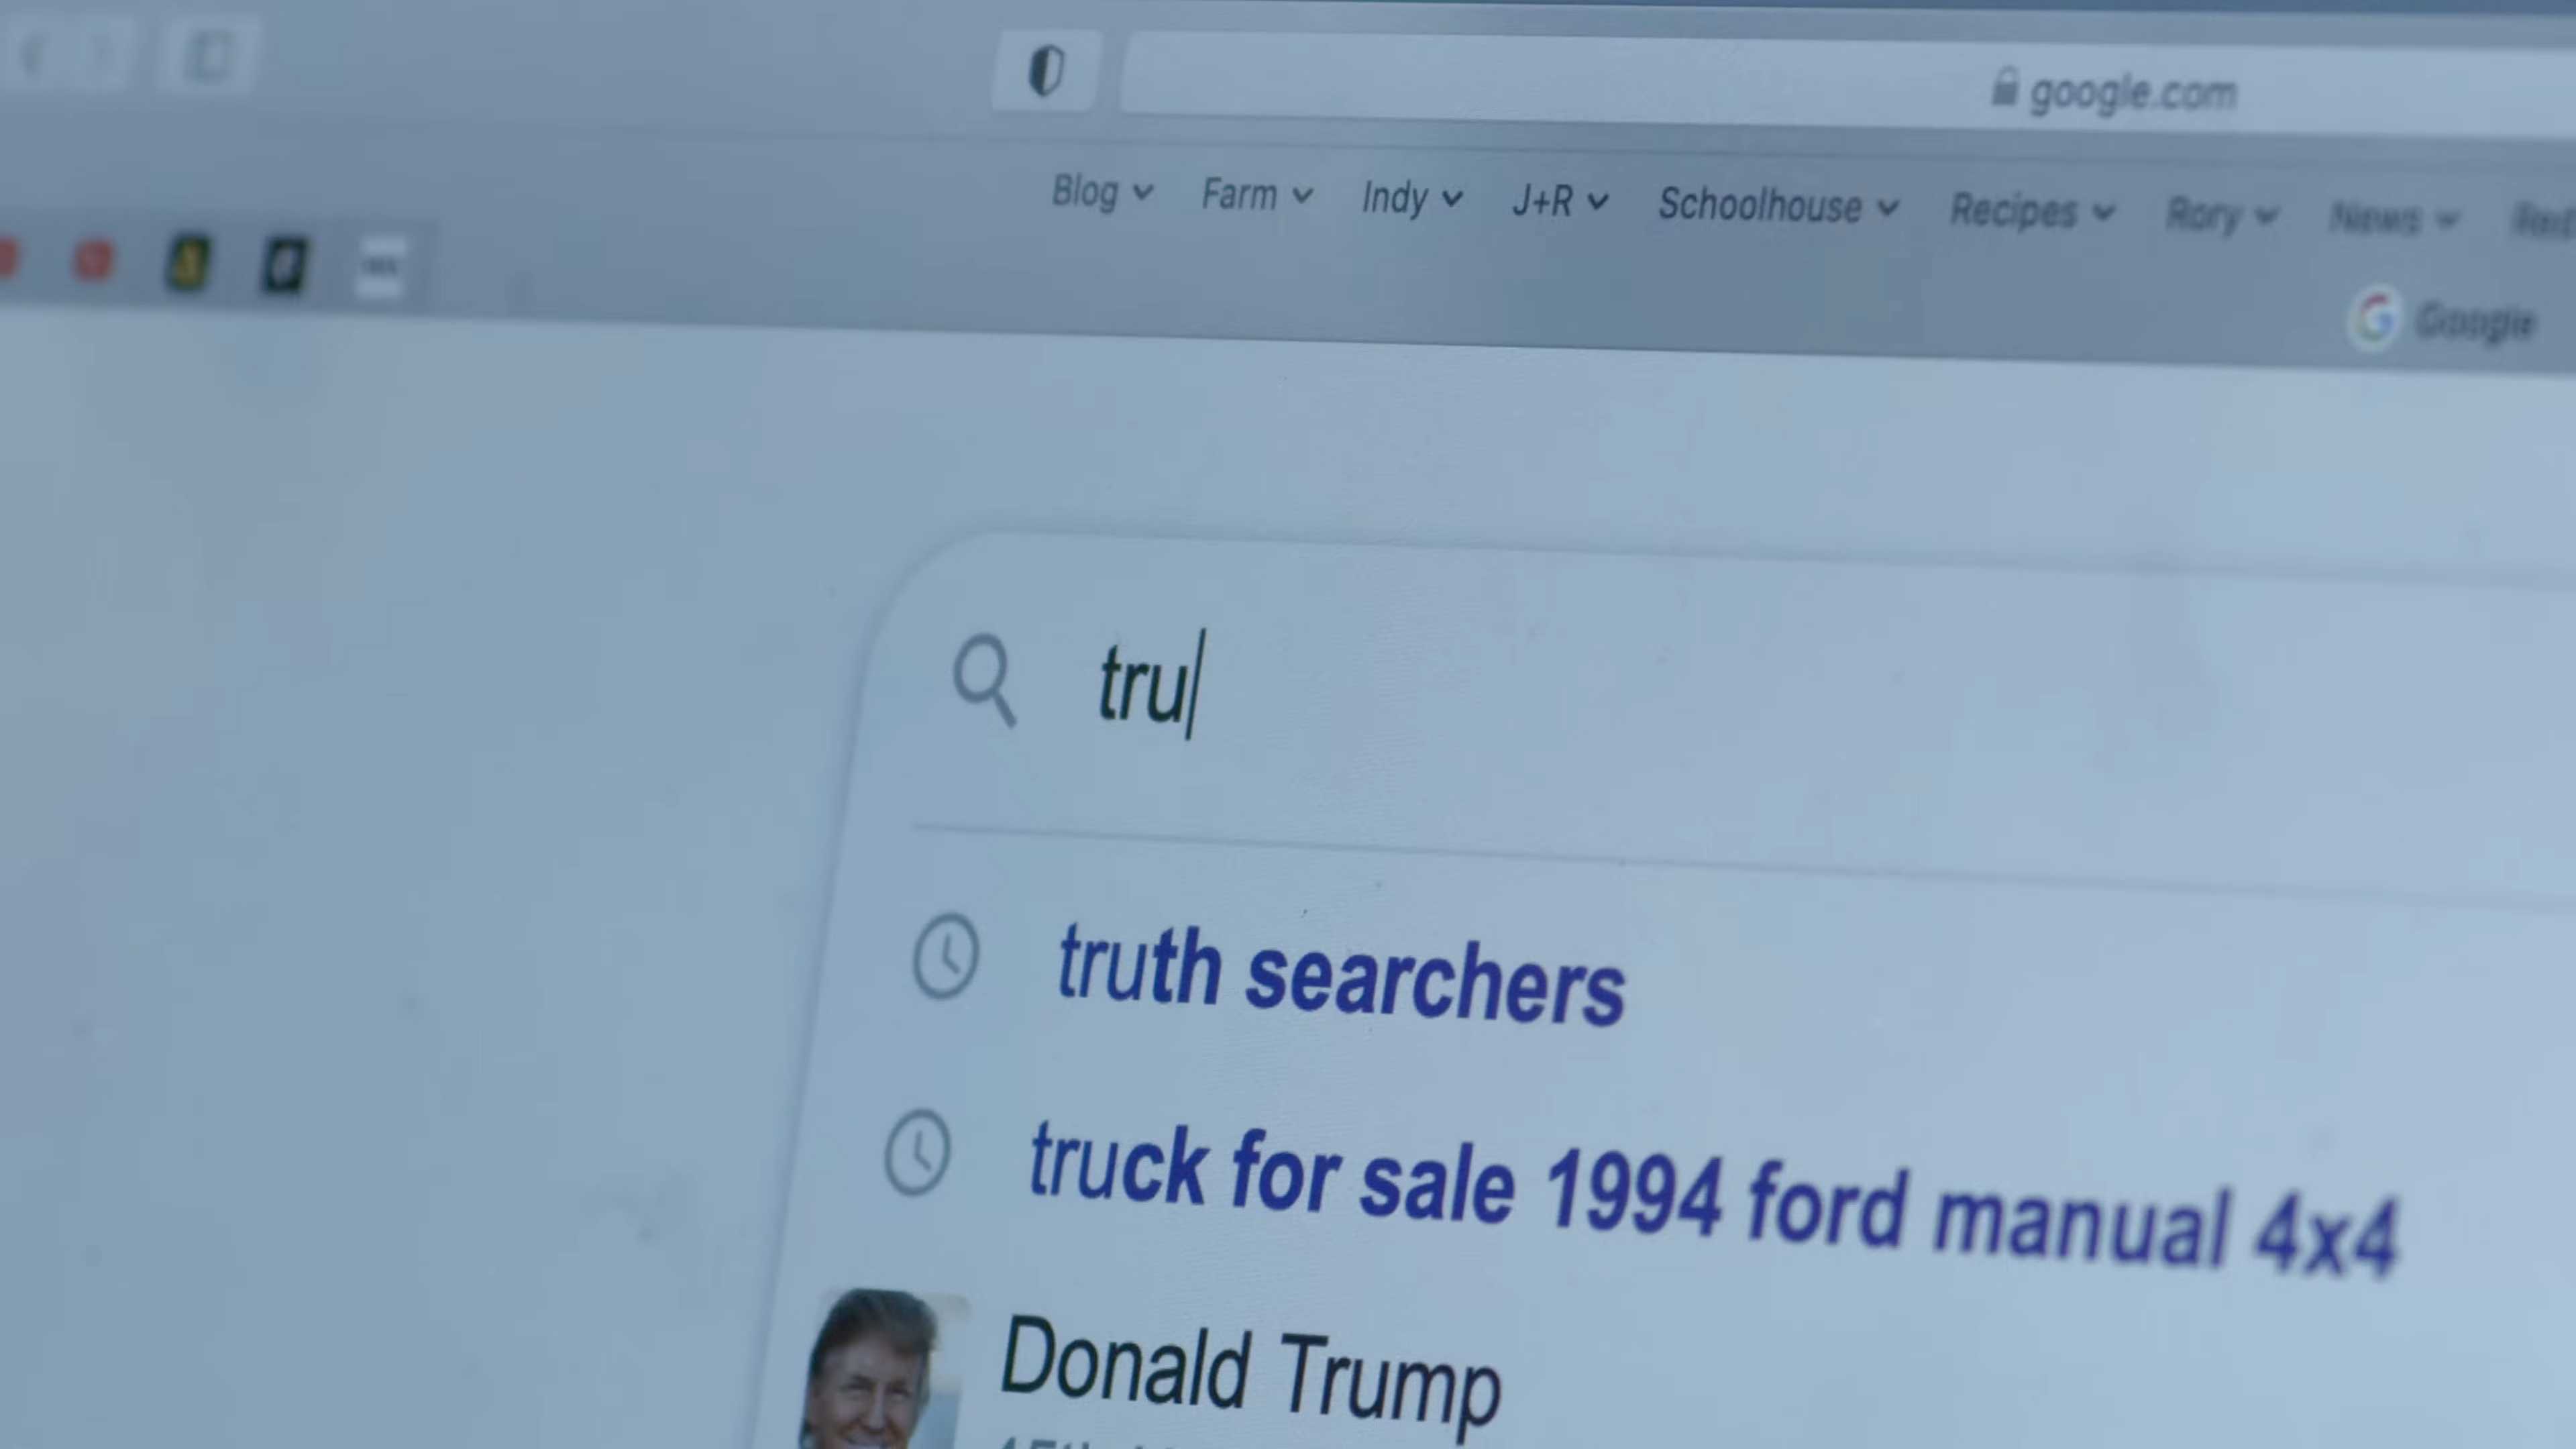 google.com
Blog Farm Indy J+R Schoolhouse Recipes Rory News
Google
tru
truth searchers
truck for sale 1994 ford manual 4x4
Donald Trump